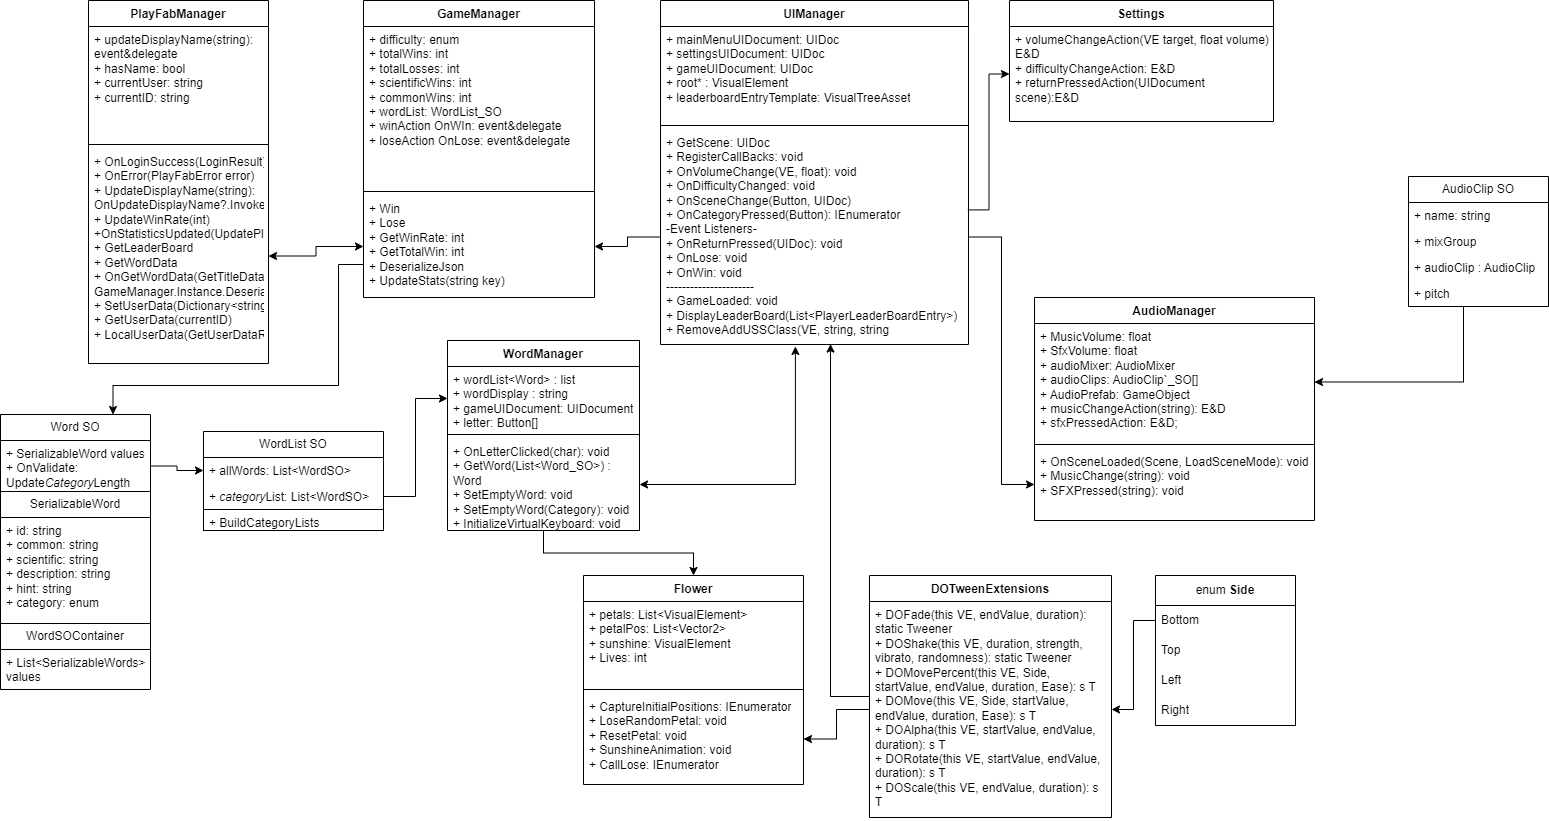 PlayFabManager
+ updateDisplayName(string):
event&delegate
+ hasName: bool
+ currentUser: string
+ currentID: string
+ OnLoginSuccess(LoginResult)
+ OnError(PlayFabError error)
+ UpdateDisplayName(string):
OnUpdateDisplayName?.Invoke
+ UpdateWinRate(int)
+OnStatisticsUpdated(UpdatePl
+ GetLeaderBoard
+ GetWordData
+ OnGetWordData(GetTitleData
GameManager.Instance.Deseria
+ SetUserData(Dictionary<string
+ GetUserData(currentID)
+ LocalUserData(GetUserDataR
GameManager
+ difficulty: enum
+ totalWins: int
+ totalLosses: int
+ scientificWins: int
+ commonWins: int
+ wordList: WordList_SO
+ winAction OnWIn: event&delegate
+ loseAction OnLose: event&delegate
+ Win
+ Lose
+ GetWinRate: int
+ GetTotalWin: int
+ DeserializeJson
+ UpdateStats(string key)
UIManager
+ mainMenuUIDocument: UIDoc
+ settingsUIDocument: UIDoc
+ gameUIDocument: UIDoc
+ root* : VisualElement
+ leaderboardEntryTemplate: VisualTreeAsset
+ GetScene: UIDoc
+ RegisterCallBacks: void
+ OnVolumeChange(VE, float): void
+ OnDifficultyChanged: void
+ OnSceneChange(Button, UIDoc)
+ OnCategoryPressed(Button): IEnumerator
-Event Listeners-
+ OnReturnPressed(UIDoc): void
+ OnLose: void
+ OnWin: void
----------------------
+ GameLoaded: void
+ DisplayLeaderBoard(List<PlayerLeaderBoardEntry>)
+ RemoveAddUSSClass(VE, string, string
Settings
+ volumeChangeAction(VE target, float volume)
E&D
+ difficultyChangeAction: E&D
+ returnPressedAction(UIDocument
scene):E&D
AudioClip SO
+ name: string
+ mixGroup
+ audioClip : AudioClip
+ pitch
AudioManager
+ MusicVolume: float
+ SfxVolume: float
+ audioMixer: AudioMixer
+ audioClips: AudioClip`_SO[]
+ AudioPrefab: GameObject
+ musicChangeAction(string): E&D
+ sfxPressedAction: E&D;
+ OnSceneLoaded(Scene, LoadSceneMode): void
+ MusicChange(string): void
+ SFXPressed(string): void
WordManager
+ wordList<Word> : list
+ wordDisplay : string
+ gameUIDocument: UIDocument
+ letter: Button[]
+ OnLetterClicked(char): void
+ GetWord(List<Word_SO>) :
Word
+ SetEmptyWord: void
+ SetEmptyWord(Category): void
+ InitializeVirtualKeyboard: void
Word SO
+ SerializableWord values
+ OnValidate:
UpdateCategoryLength
SerializableWord
+ id: string
+ common: string
+ scientific: string
+ description: string
+ hint: string
+ category: enum
WordSOContainer
+ List<SerializableWords>
values
WordList SO
+ allWords: List<WordSO>
+ categoryList: List<WordSO>
+ BuildCategoryLists
Flower
+ petals: List<VisualElement>
+ petalPos: List<Vector2>
+ sunshine: VisualElement
+ Lives: int
+ CaptureInitialPositions: IEnumerator
+ LoseRandomPetal: void
+ ResetPetal: void
+ SunshineAnimation: void
+ CallLose: IEnumerator
DOTweenExtensions
+ DOFade(this VE, endValue, duration):
static Tweener
+ DOShake(this VE, duration, strength,
vibrato, randomness): static Tweener
+ DOMovePercent(this VE, Side,
startValue, endValue, duration, Ease): s T
+ DOMove(this VE, Side, startValue,
endValue, duration, Ease): s T
+ DOAlpha(this VE, startValue, endValue,
duration): s T
+ DORotate(this VE, startValue, endValue,
duration): s T
+ DOScale(this VE, endValue, duration): s
T
enum Side
Bottom
Top
Left
Right